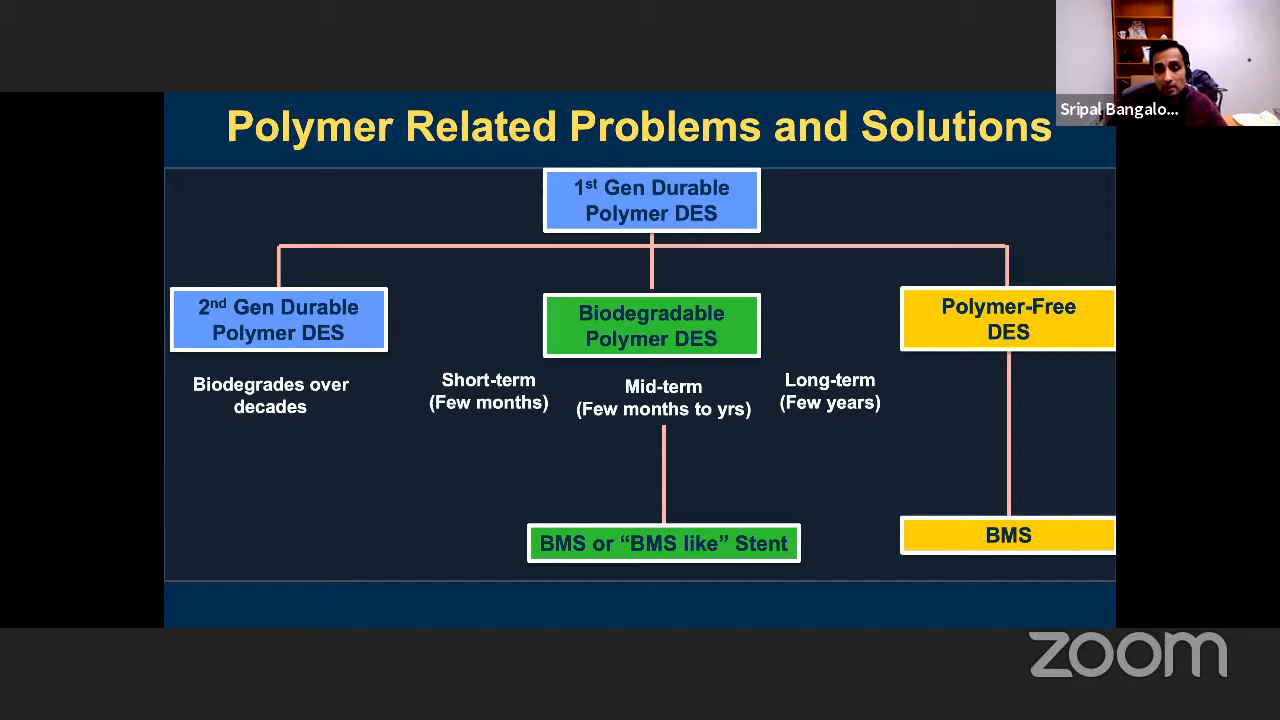 Sripal Bangalo...
Polymer Related Problems and Solutions
1st Gen Durable
Polymer DES
2nd Gen Durable
Polymer DES
Biodegradable
Polymer DES
Polymer-Free
DES
Biodegrades over
decades
Short-term
(Few months)
Mid-term
(Few months to yrs)
Long-term
(Few years)
BMS or “BMS like” Stent
BMS
zoom